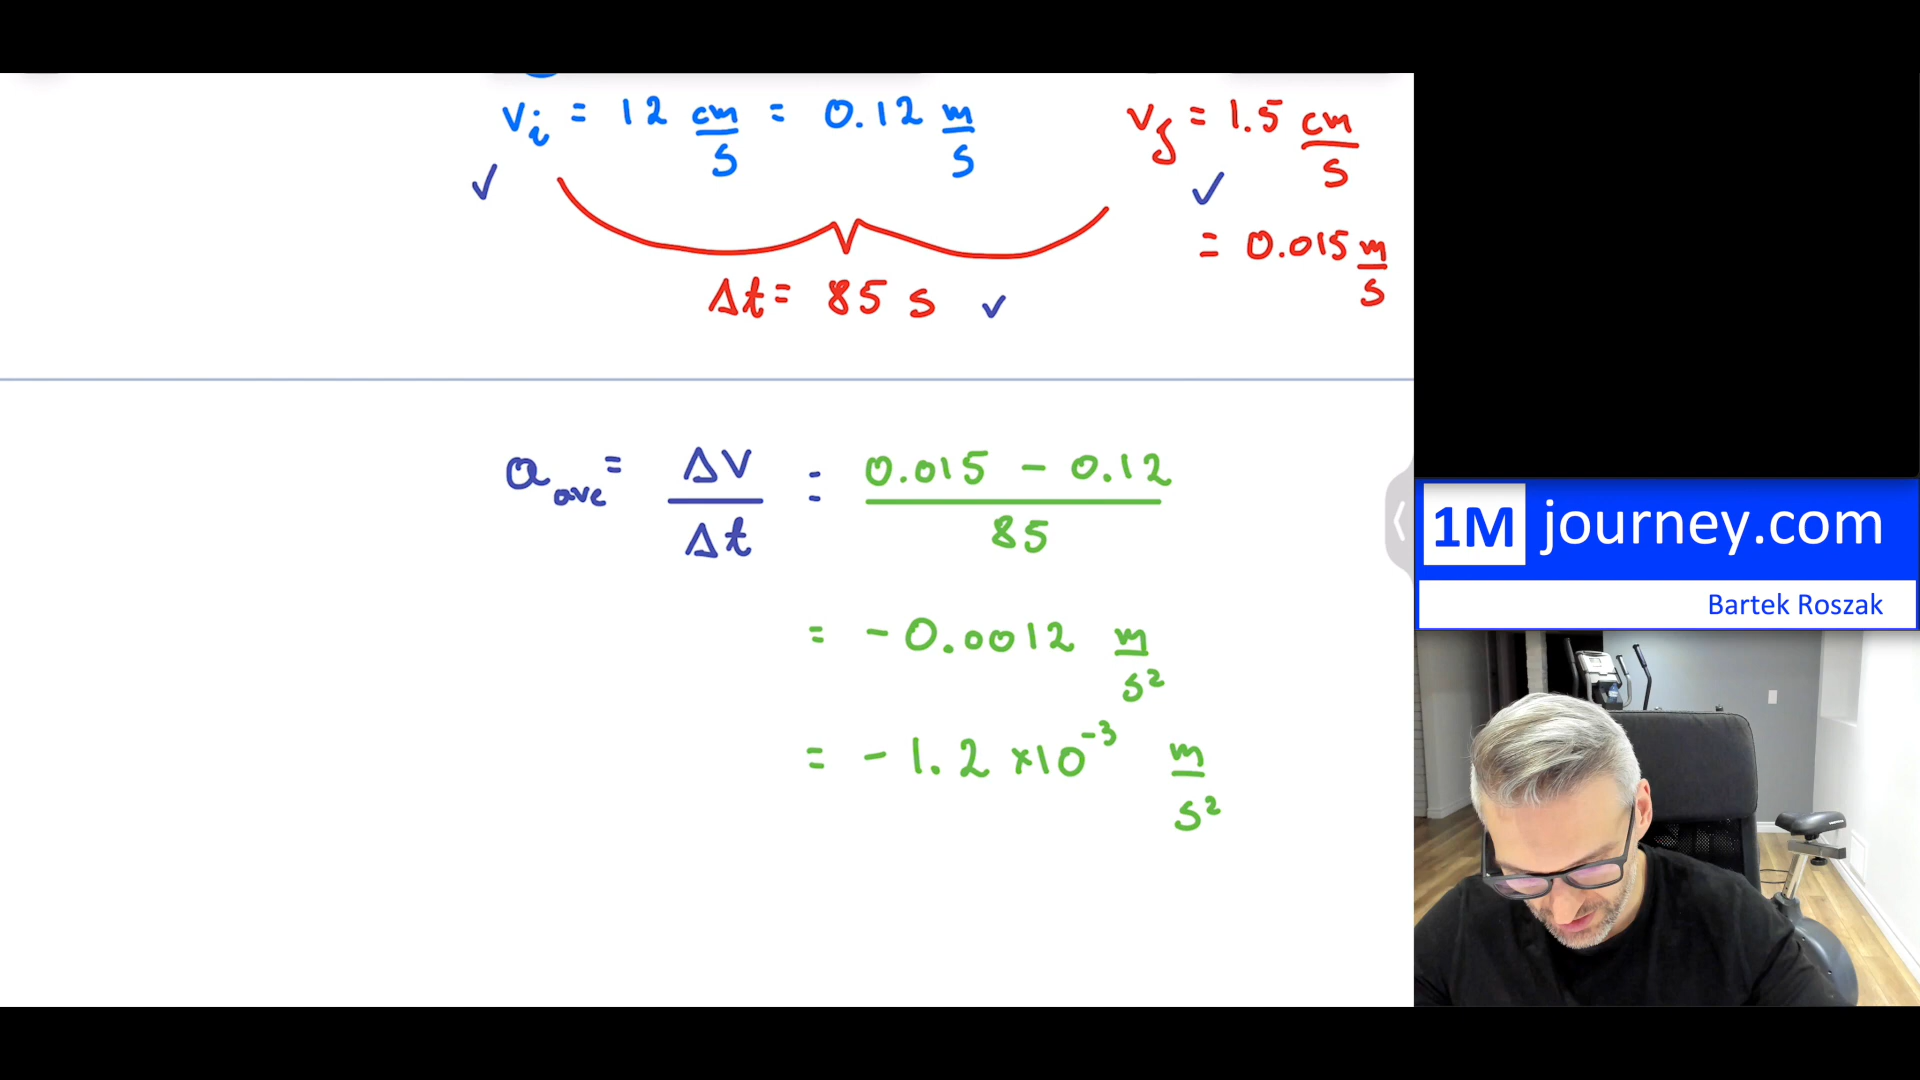 vᵢ = 12 cm/s = 0.12 m/s
v_f = 1.5 cm/s
= 0.015 m/s
Δt = 85 s
a_ave = ΔV/Δt = (0.015 - 0.12)/85
= -0.0012 m/s²
= -1.2 ×10⁻³ m/s²
1M journey.com
Bartek Roszak